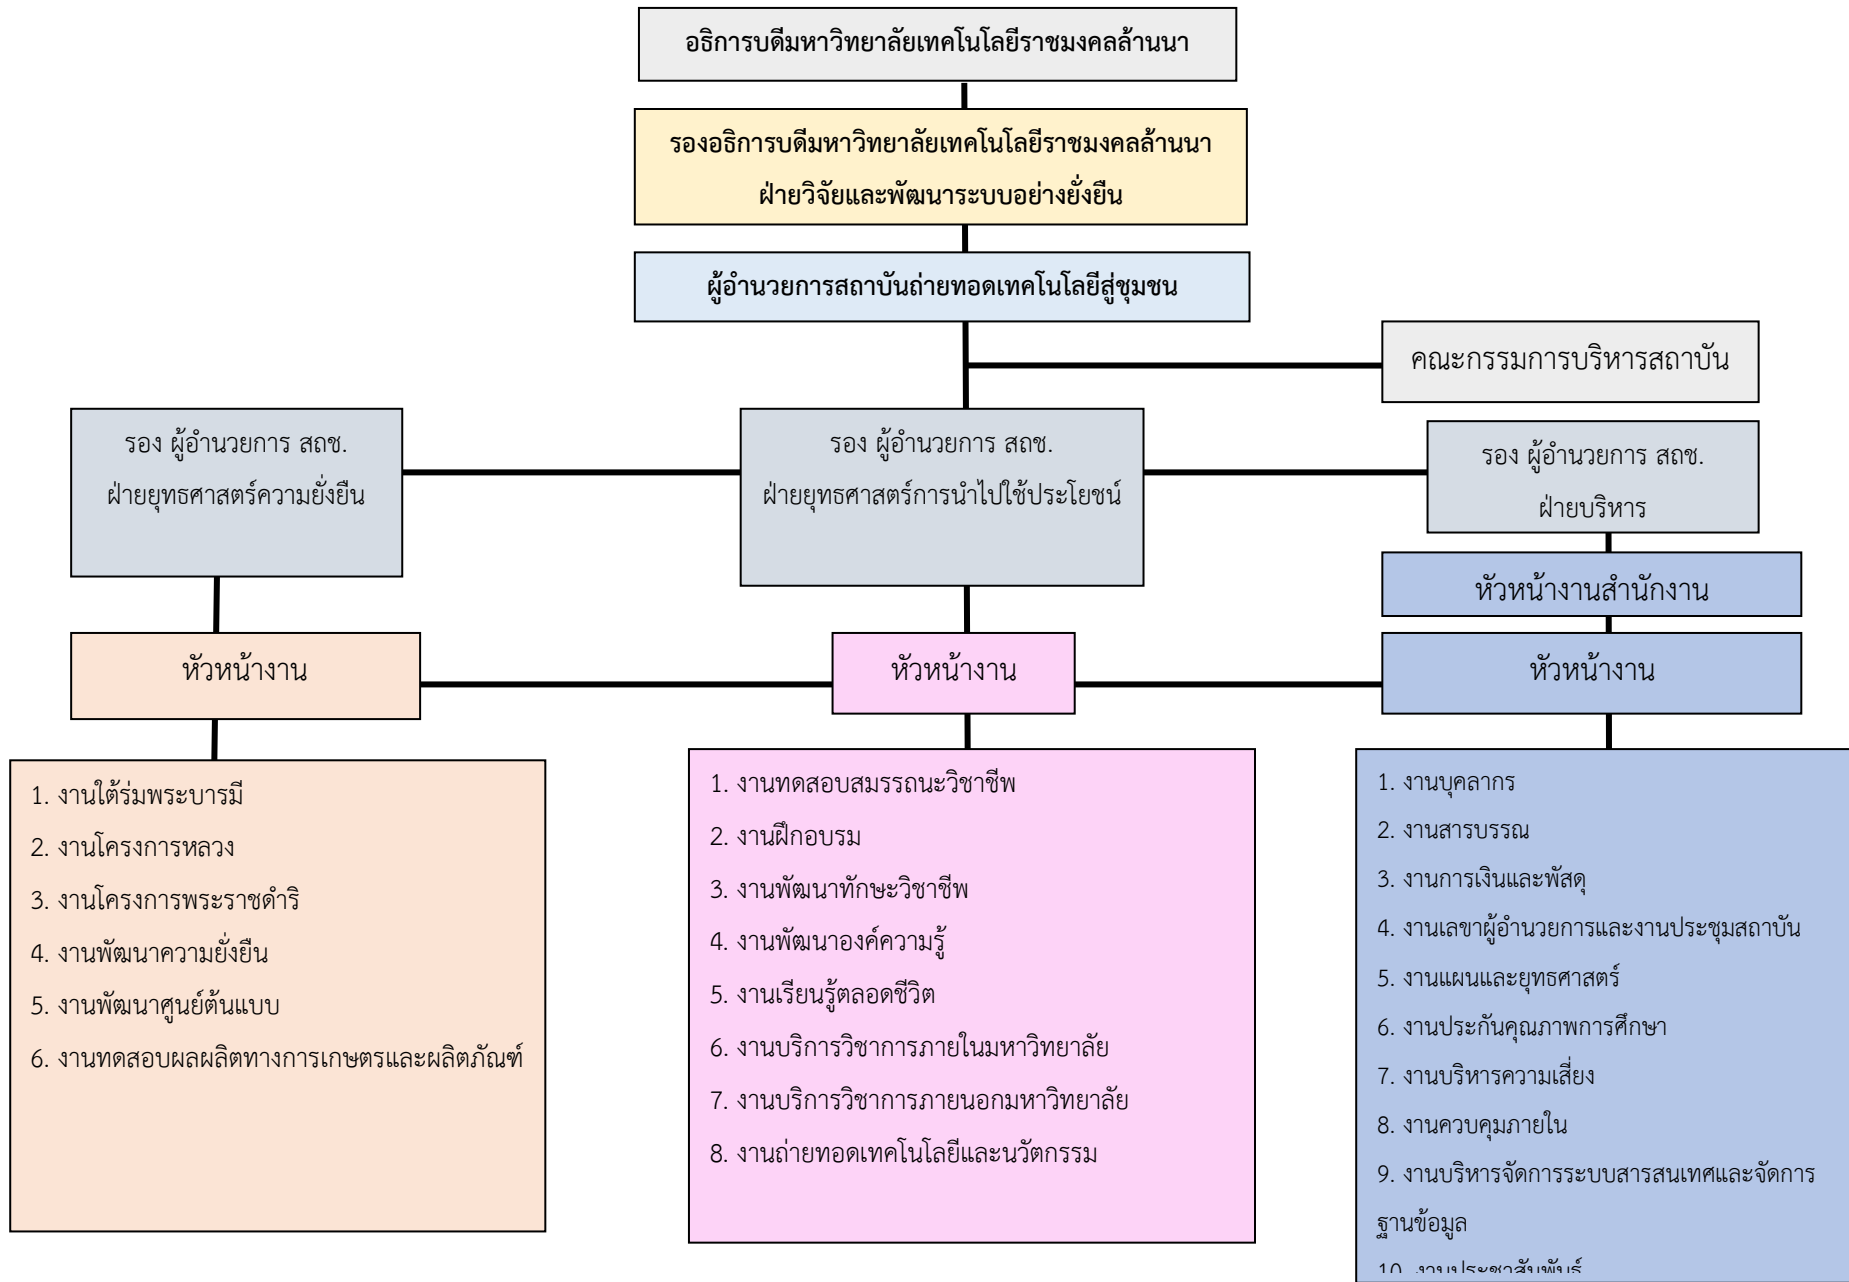 อธิการบดีมหาวิทยาลัยเทคโนโลยีราชมงคลล้านนา
รองอธิการบดีมหาวิทยาลัยเทคโนโลยีราชมงคลล้านนา
ฝ่ายวิจัยและพัฒนาระบบอย่างยั่งยืน
ผู้อำนวยการสถาบันถ่ายทอดเทคโนโลยีสู่ชุมชน
คณะกรรมการบริหารสถาบัน
รอง ผู้อำนวยการ สถช.
ฝ่ายยุทธศาสตร์ความยั่งยืน
รอง ผู้อำนวยการ สถช.
ฝ่ายยุทธศาสตร์การนำไปใช้ประโยชน์
รอง ผู้อำนวยการ สถช.
ฝ่ายบริหาร
หัวหน้างานสำนักงาน
หัวหน้างาน
หัวหน้างาน
หัวหน้างาน
1. งานใต้ร่มพระบารมี
2. งานโครงการหลวง
3. งานโครงการพระราชดำริ
4. งานพัฒนาความยั่งยืน
5. งานพัฒนาศูนย์ต้นแบบ
6. งานทดสอบผลผลิตทางการเกษตรและผลิตภัณฑ์
1. งานทดสอบสมรรถนะวิชาชีพ
2. งานฝึกอบรม
3. งานพัฒนาทักษะวิชาชีพ
4. งานพัฒนาองค์ความรู้
5. งานเรียนรู้ตลอดชีวิต
6. งานบริการวิชาการภายในมหาวิทยาลัย
7. งานบริการวิชาการภายนอกมหาวิทยาลัย
8. งานถ่ายทอดเทคโนโลยีและนวัตกรรม
1. งานบุคลากร
2. งานสารบรรณ
3. งานการเงินและพัสดุ
4. งานเลขาผู้อำนวยการและงานประชุมสถาบัน
5. งานแผนและยุทธศาสตร์
6. งานประกันคุณภาพการศึกษา
7. งานบริหารความเสี่ยง
8. งานควบคุมภายใน
9. งานบริหารจัดการระบบสารสนเทศและจัดการ
ฐานข้อมูล
10. งานประชาสัมพันธ์